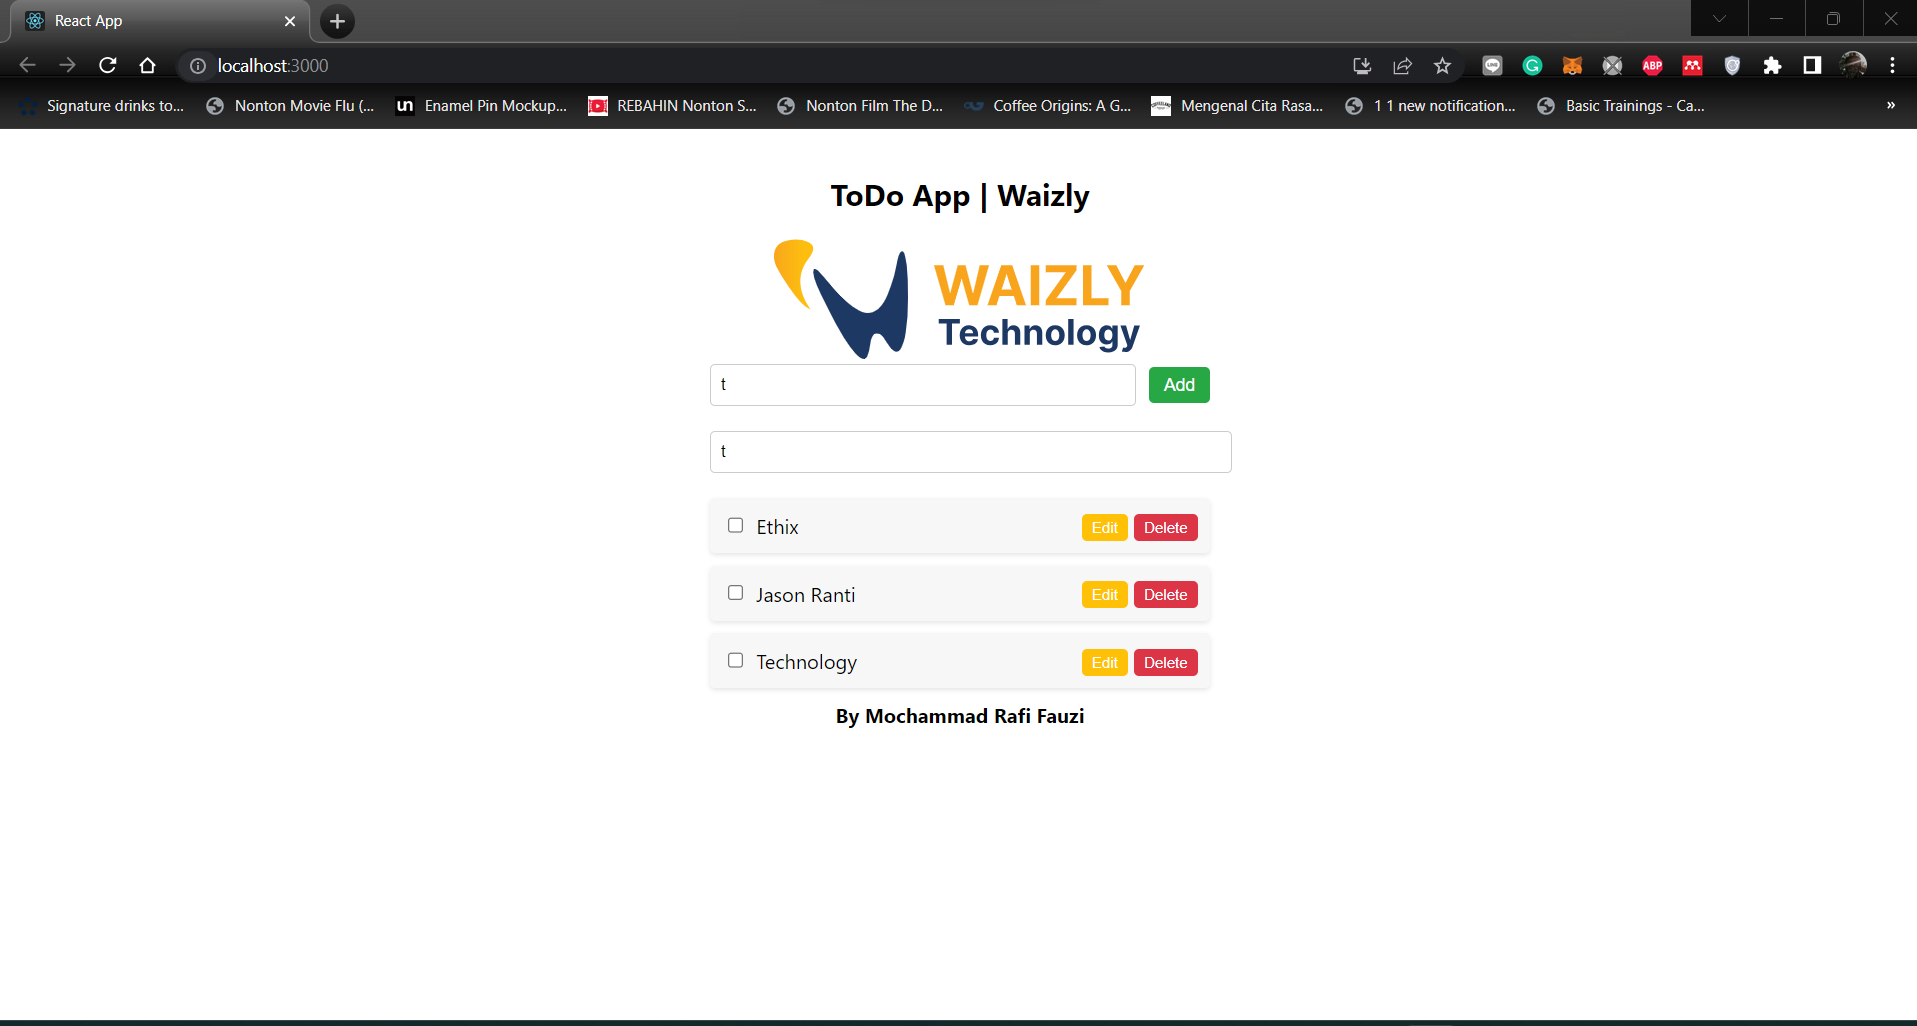 React App
localhost:3000
Signature drinks to... Nonton Movie Flu (... un Enamel Pin Mockup... REBAHIN Nonton S... Nonton Film The D... Coffee Origins: A G... Mengenal Cita Rasa... 1 1 new notification... Basic Trainings - Ca... »
ToDo App | Waizly
WAIZLY
Technology
t Add
t
Ethix Edit Delete
Jason Ranti Edit Delete
Technology Edit Delete
By Mochammad Rafi Fauzi